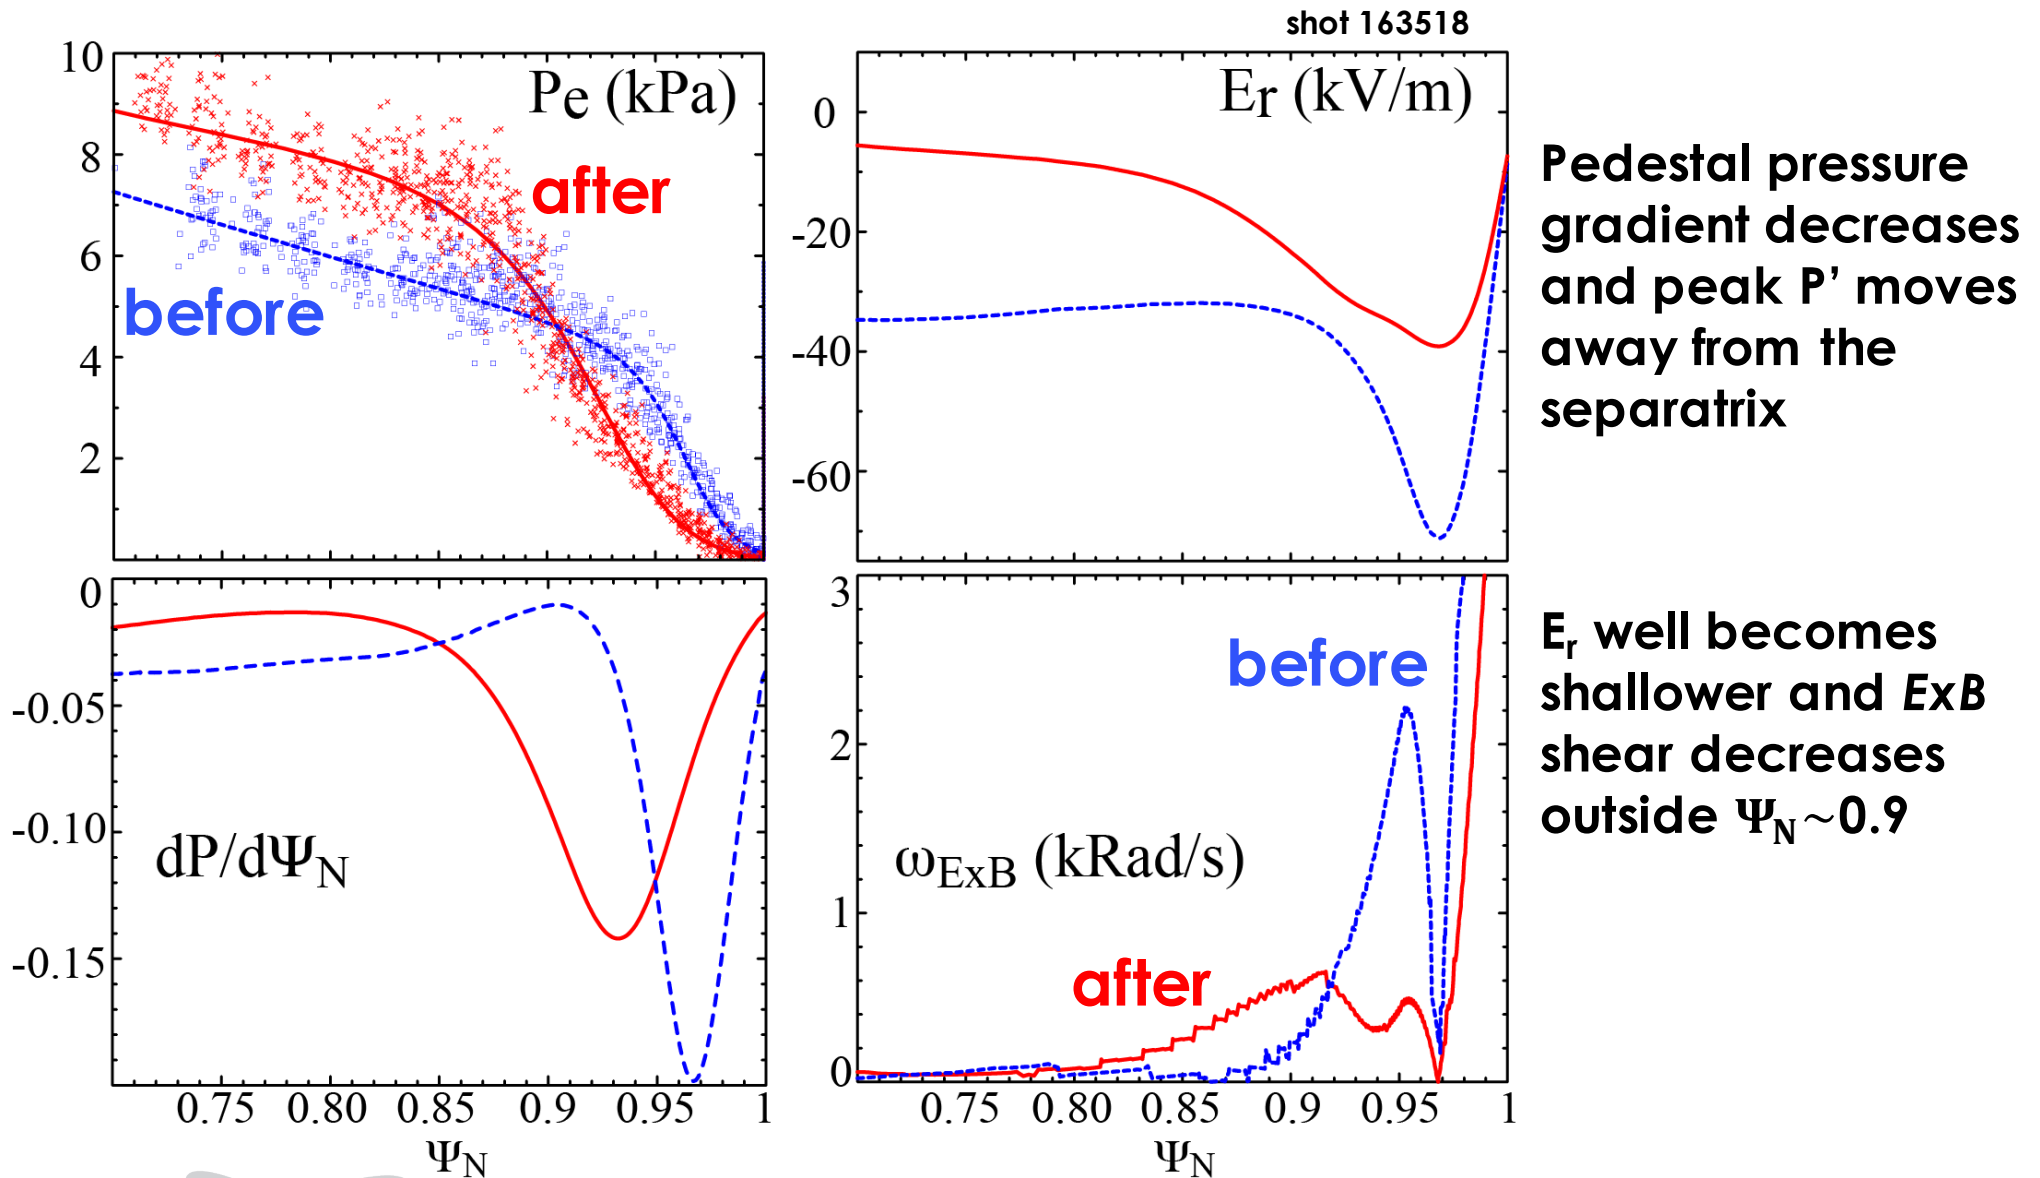 shot 163518
10
8
6
4
2
Pe (kPa)
after
before
0
-20
-40
-60
Er (kV/m)
Pedestal pressure
gradient decreases
and peak P’ moves
away from the
separatrix
0
-0.05
-0.10
-0.15
dP/dΨN
0.75 0.80 0.85 0.9 0.95 1
ΨN
3
2
1
0
before
ωExB (kRad/s)
after
0.75 0.80 0.85 0.9 0.95 1
ΨN
Er well becomes
shallower and ExB
shear decreases
outside ΨN~0.9